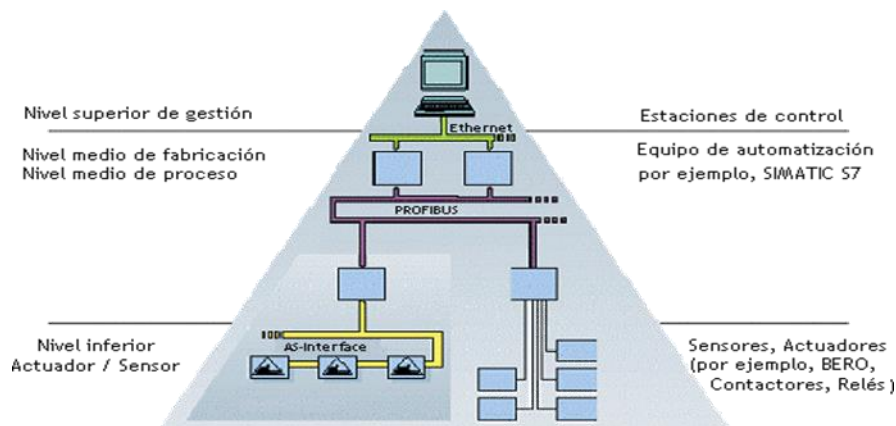 Nivel superior de gestión
Ethernet
Estaciones de control
Nivel medio de fabricación
Nivel medio de proceso
Equipo de automatización
por ejemplo, SIMATIC S7
PROFIBUS
AS-Interface
Nivel inferior
Actuador / Sensor
Sensores, Actuadores
(por ejemplo, BERO,
Contactores, Relés)